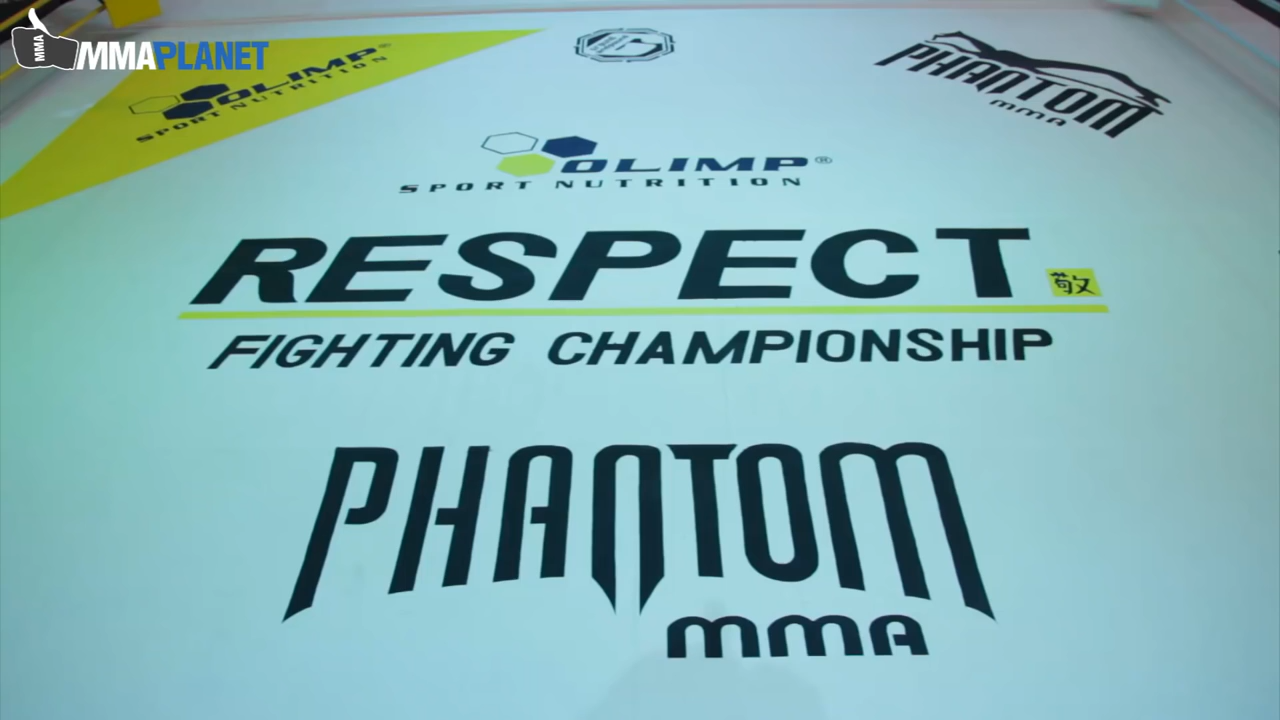 MMA
MMAPLANET
OLIMP®
SPORT NUTRITION
PHANTOM
MMA
OLIMP®
SPORT NUTRITION
RESPECT.
敬
FIGHTING CHAMPIONSHIP
PHANTOM
MMA